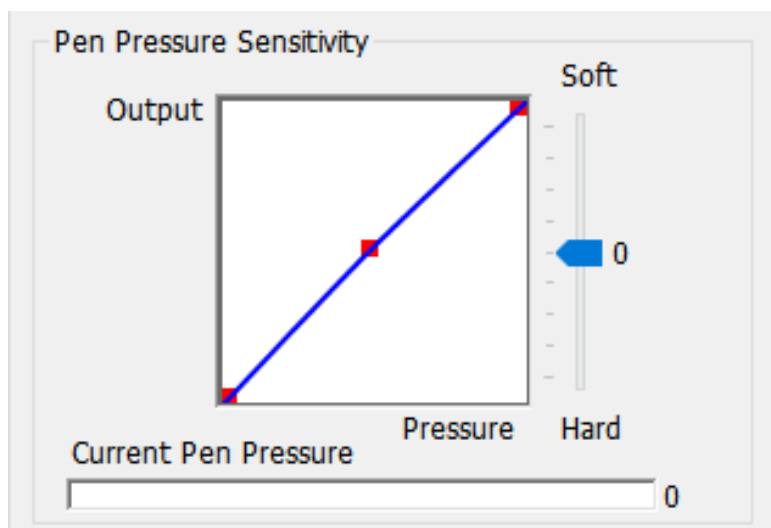 Pen Pressure Sensitivity
Soft
Output
0
Pressure
Hard
Current Pen Pressure
0